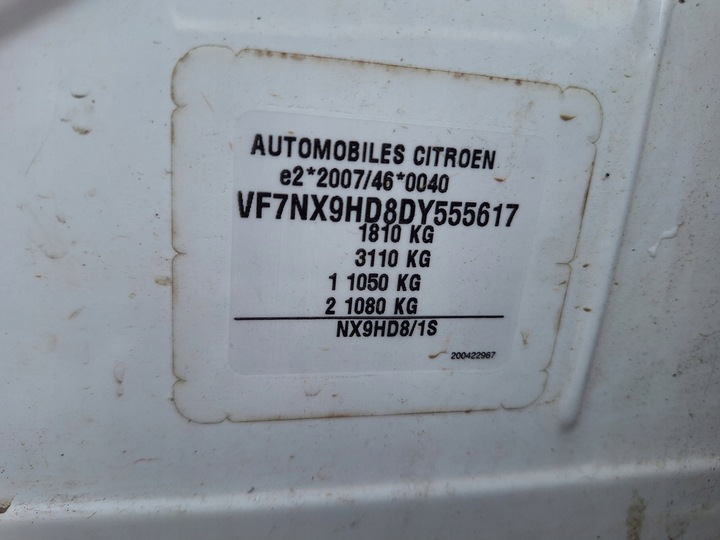 AUTOMOBILES CITROEN
e2*2007/46*0040
VF7NX9HD8DY555617
1810 KG
3110 KG
1 1050 KG
2 1080 KG
NX9HD8/1S
200422967